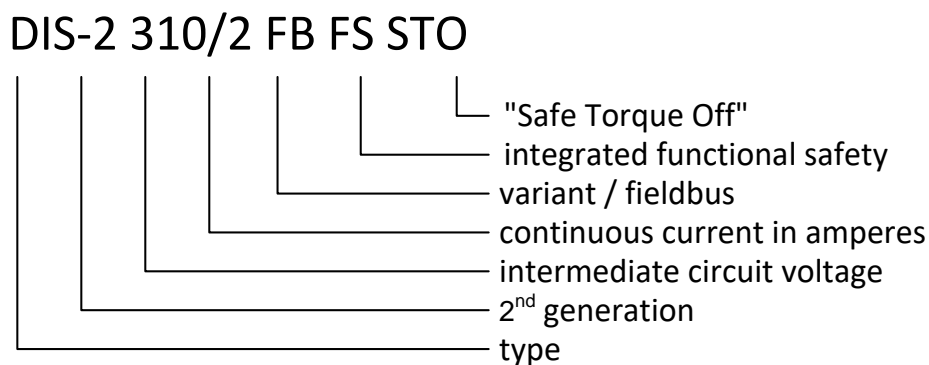 DIS-2 310/2 FB FS STO
"Safe Torque Off"
integrated functional safety
variant / fieldbus
continuous current in amperes
intermediate circuit voltage
2nd generation
type